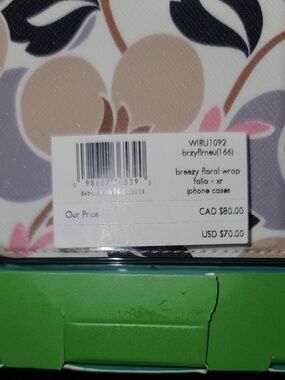 WIRU1092
brzyflrneu(166)
breezy floral wrap
folio - xr
iphone cases
Our Price
CAD $80.00
USD $70.00